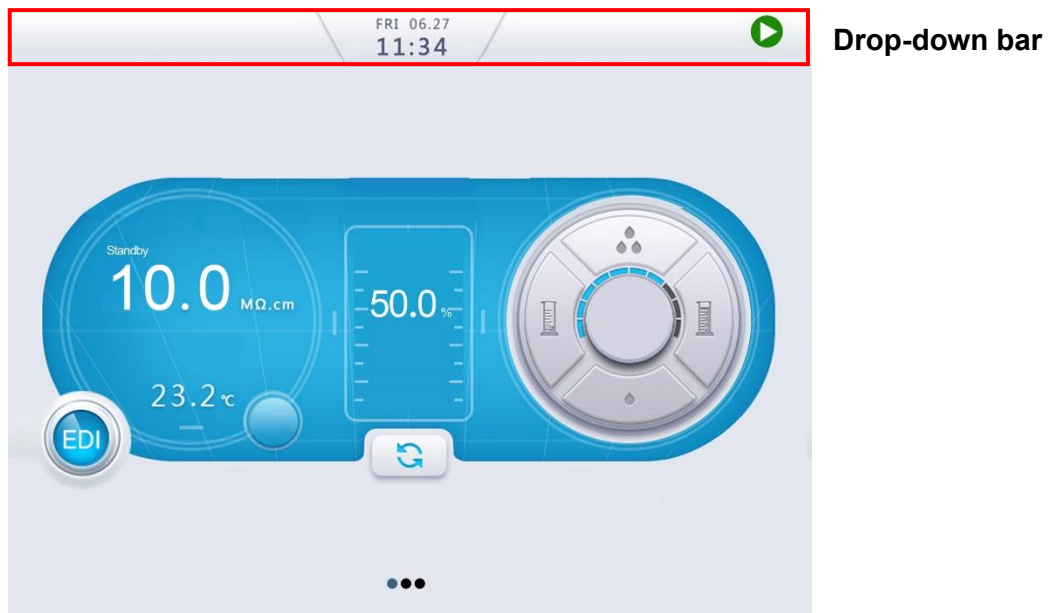 FRI 06.27
11:34
Drop-down bar
Standby
10.0 MΩ.cm
50.0 %
23.2 ℃
EDI